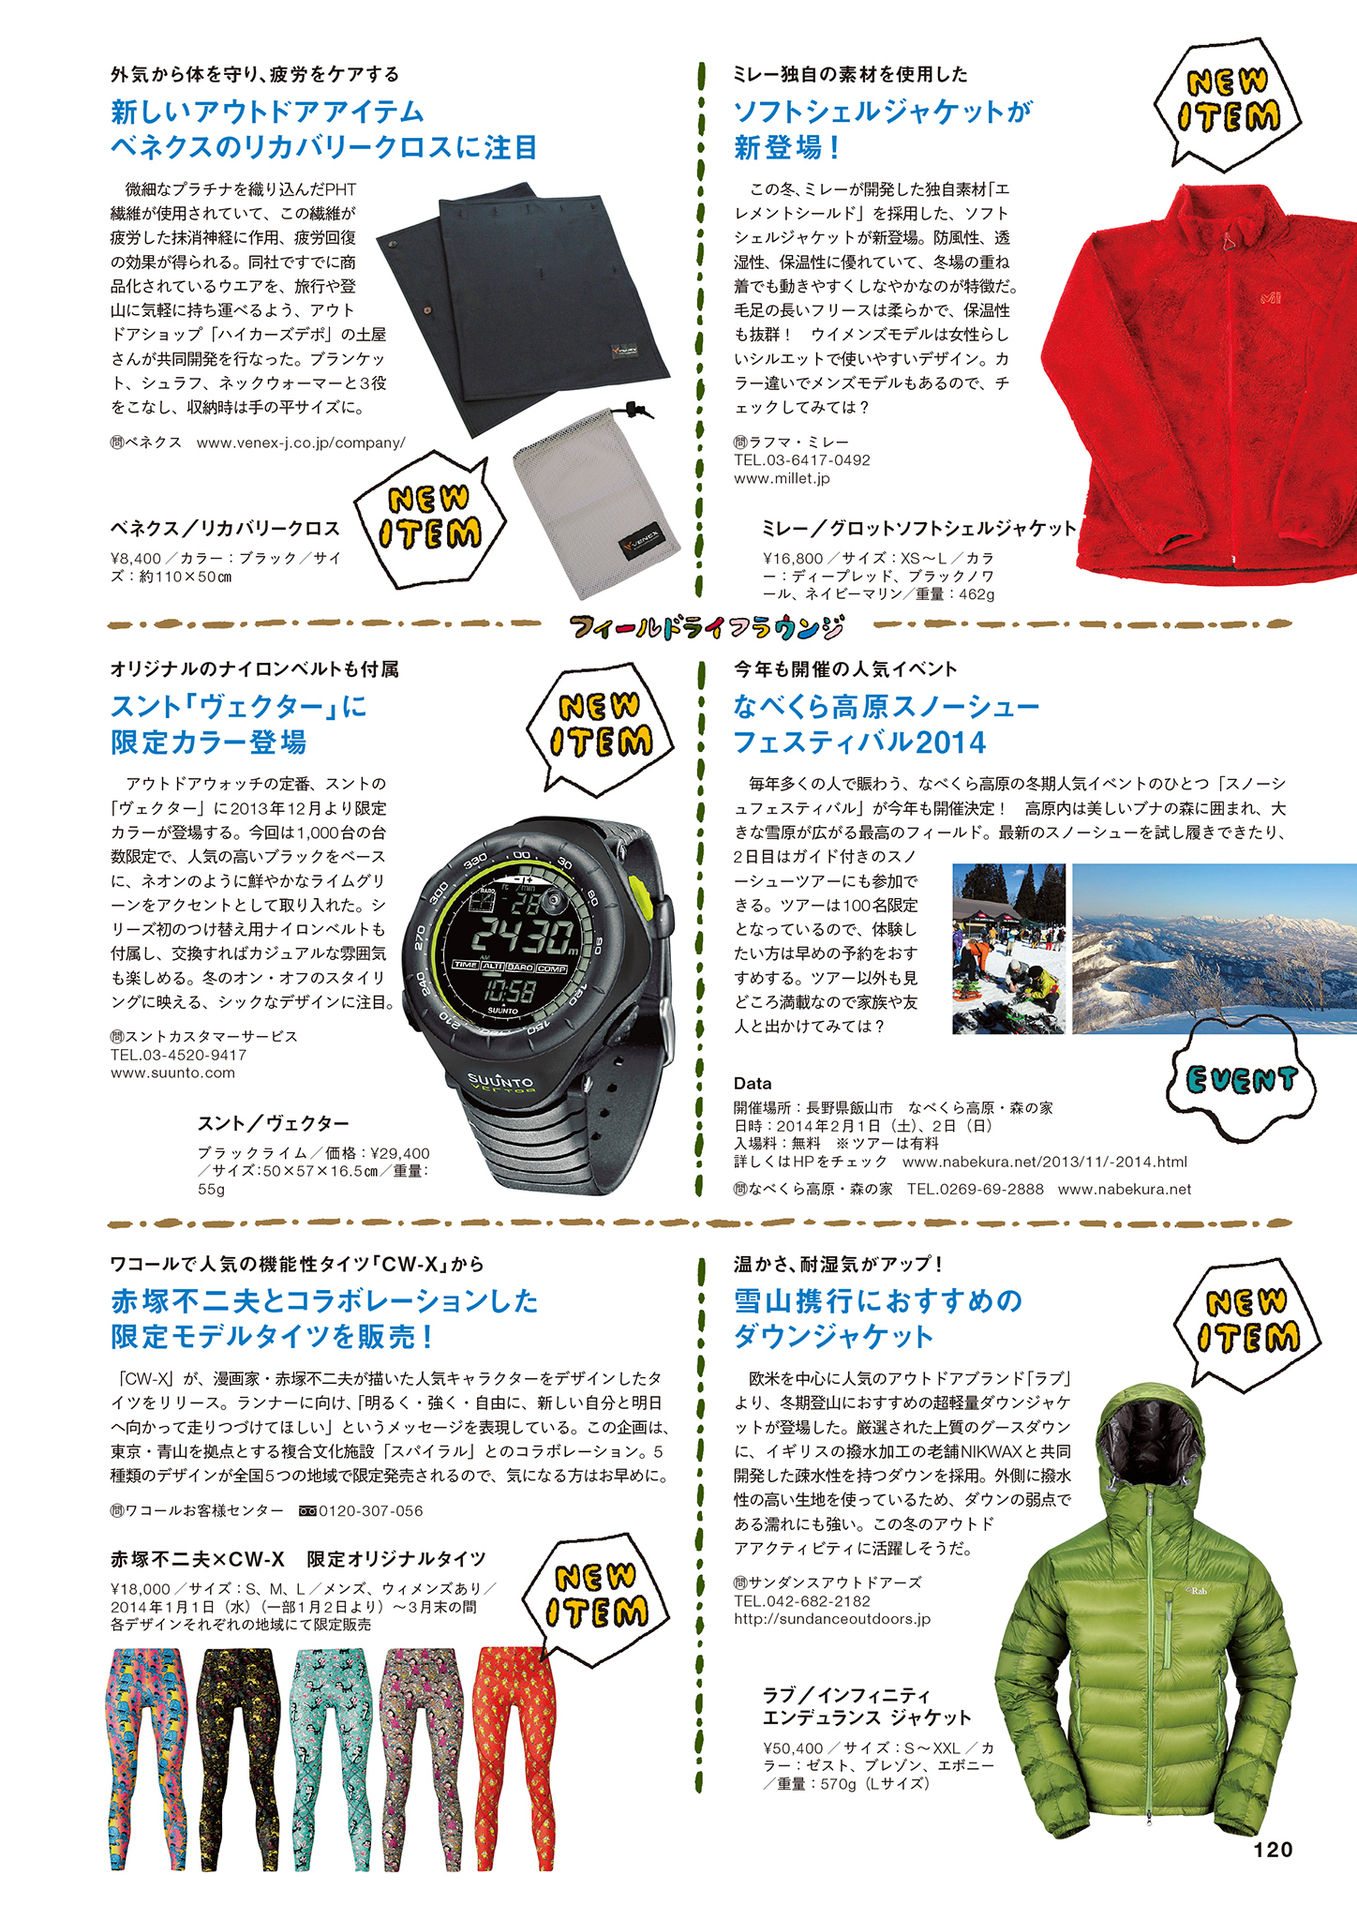 外気から体を守り、疲労をケアする
新しいアウトドアアイテム
ベネクスのリカバリークロスに注目
微細なプラチナを織り込んだPHT
繊維が使用されていて、この繊維が
疲労した抹消神経に作用、疲労回復
の効果が得られる。同社ですでに商
品化されているウエアを、旅行や登
山に気軽に持ち運べるよう、アウト
ドアショップ「ハイカーズデポ」の土屋
さんが共同開発を行なった。ブランケッ
ト、シュラフ、ネックウォーマーと3役
をこなし、収納時は手の平サイズに。
問ベネクス　www.venex-j.co.jp/company/
NEW
ITEM
VENEX
ベネクス／リカバリークロス
¥8,400／カラー：ブラック／サイ
ズ：約110×50㎝
ミレー独自の素材を使用した
ソフトシェルジャケットが
新登場！
NEW
ITEM
この冬、ミレーが開発した独自素材「エ
レメントシールド」を採用した、ソフト
シェルジャケットが新登場。防風性、透
湿性、保温性に優れていて、冬場の重ね
着でも動きやすくしなやかなのが特徴だ。
毛足の長いフリースは柔らかで、保温性
も抜群！　ウイメンズモデルは女性らし
いシルエットで使いやすいデザイン。カ
ラー違いでメンズモデルもあるので、チ
ェックしてみては？
問ラフマ・ミレー
TEL.03-6417-0492
www.millet.jp
ミレー／グロットソフトシェルジャケット
¥16,800／サイズ：XS〜L／カラ
ー：ディープレッド、ブラックノワ
ール、ネイビーマリン／重量：462g
フィールドライフラウンジ
オリジナルのナイロンベルトも付属
スント「ヴェクター」に
限定カラー登場
NEW
ITEM
アウトドアウォッチの定番、スントの
「ヴェクター」に2013年12月より限定
カラーが登場する。今回は1,000台の台
数限定で、人気の高いブラックをベース
に、ネオンのように鮮やかなライムグリ
ーンをアクセントとして取り入れた。シ
リーズ初のつけ替え用ナイロンベルトも
付属し、交換すればカジュアルな雰囲気
も楽しめる。冬のオン・オフのスタイリ
ングに映える、シックなデザインに注目。
問スントカスタマーサービス
TEL.03-4520-9417
www.suunto.com
28
2430m
TIME ALTI BARO COMP
10:58
SUUNTO
SUUNTO
VECTOR
スント／ヴェクター
ブラックライム／価格：¥29,400
／サイズ:50×57×16.5㎝／重量：
55g
今年も開催の人気イベント
なべくら高原スノーシュー
フェスティバル2014
毎年多くの人で賑わう、なべくら高原の冬期人気イベントのひとつ「スノーシ
ュフェスティバル」が今年も開催決定！　高原内は美しいブナの森に囲まれ、大
きな雪原が広がる最高のフィールド。最新のスノーシューを試し履きできたり、
2日目はガイド付きのスノ
ーシューツアーにも参加で
きる。ツアーは100名限定
となっているので、体験し
たい方は早めの予約をおす
すめする。ツアー以外も見
どころ満載なので家族や友
人と出かけてみては？
EVENT
Data
開催場所：長野県飯山市　なべくら高原・森の家
日時：2014年2月1日（土）、2日（日）
入場料：無料　※ツアーは有料
詳しくはHPをチェック　www.nabekura.net/2013/11/-2014.html
問なべくら高原・森の家　TEL.0269-69-2888　www.nabekura.net
ワコールで人気の機能性タイツ「CW-X」から
赤塚不二夫とコラボレーションした
限定モデルタイツを販売！
「CW-X」が、漫画家・赤塚不二夫が描いた人気キャラクターをデザインしたタ
イツをリリース。ランナーに向け、「明るく・強く・自由に、新しい自分と明日
へ向かって走りつづけてほしい」というメッセージを表現している。この企画は、
東京・青山を拠点とする複合文化施設「スパイラル」とのコラボレーション。5
種類のデザインが全国5つの地域で限定発売されるので、気になる方はお早めに。
問ワコールお客様センター　0120-307-056
NEW
ITEM
赤塚不二夫×CW-X　限定オリジナルタイツ
¥18,000／サイズ：S、M、L／メンズ、ウィメンズあり／
2014年1月1日（水）（一部1月2日より）〜3月末の間
各デザインそれぞれの地域にて限定販売
温かさ、耐湿気がアップ！
雪山携行におすすめの
ダウンジャケット
NEW
ITEM
欧米を中心に人気のアウトドアブランド「ラブ」
より、冬期登山におすすめの超軽量ダウンジャケ
ットが登場した。厳選された上質のグースダウン
に、イギリスの撥水加工の老舗NIKWAXと共同
開発した疎水性を持つダウンを採用。外側に撥水
性の高い生地を使っているため、ダウンの弱点で
ある濡れにも強い。この冬のアウトド
アアクティビティに活躍しそうだ。
問サンダンスアウトドアーズ
TEL.042-682-2182
http://sundanceoutdoors.jp
Rab
ラブ／インフィニティ
エンデュランス ジャケット
¥50,400／サイズ：S〜XXL／カ
ラー：ゼスト、ブレゾン、エボニー
／重量：570g（Lサイズ）
120